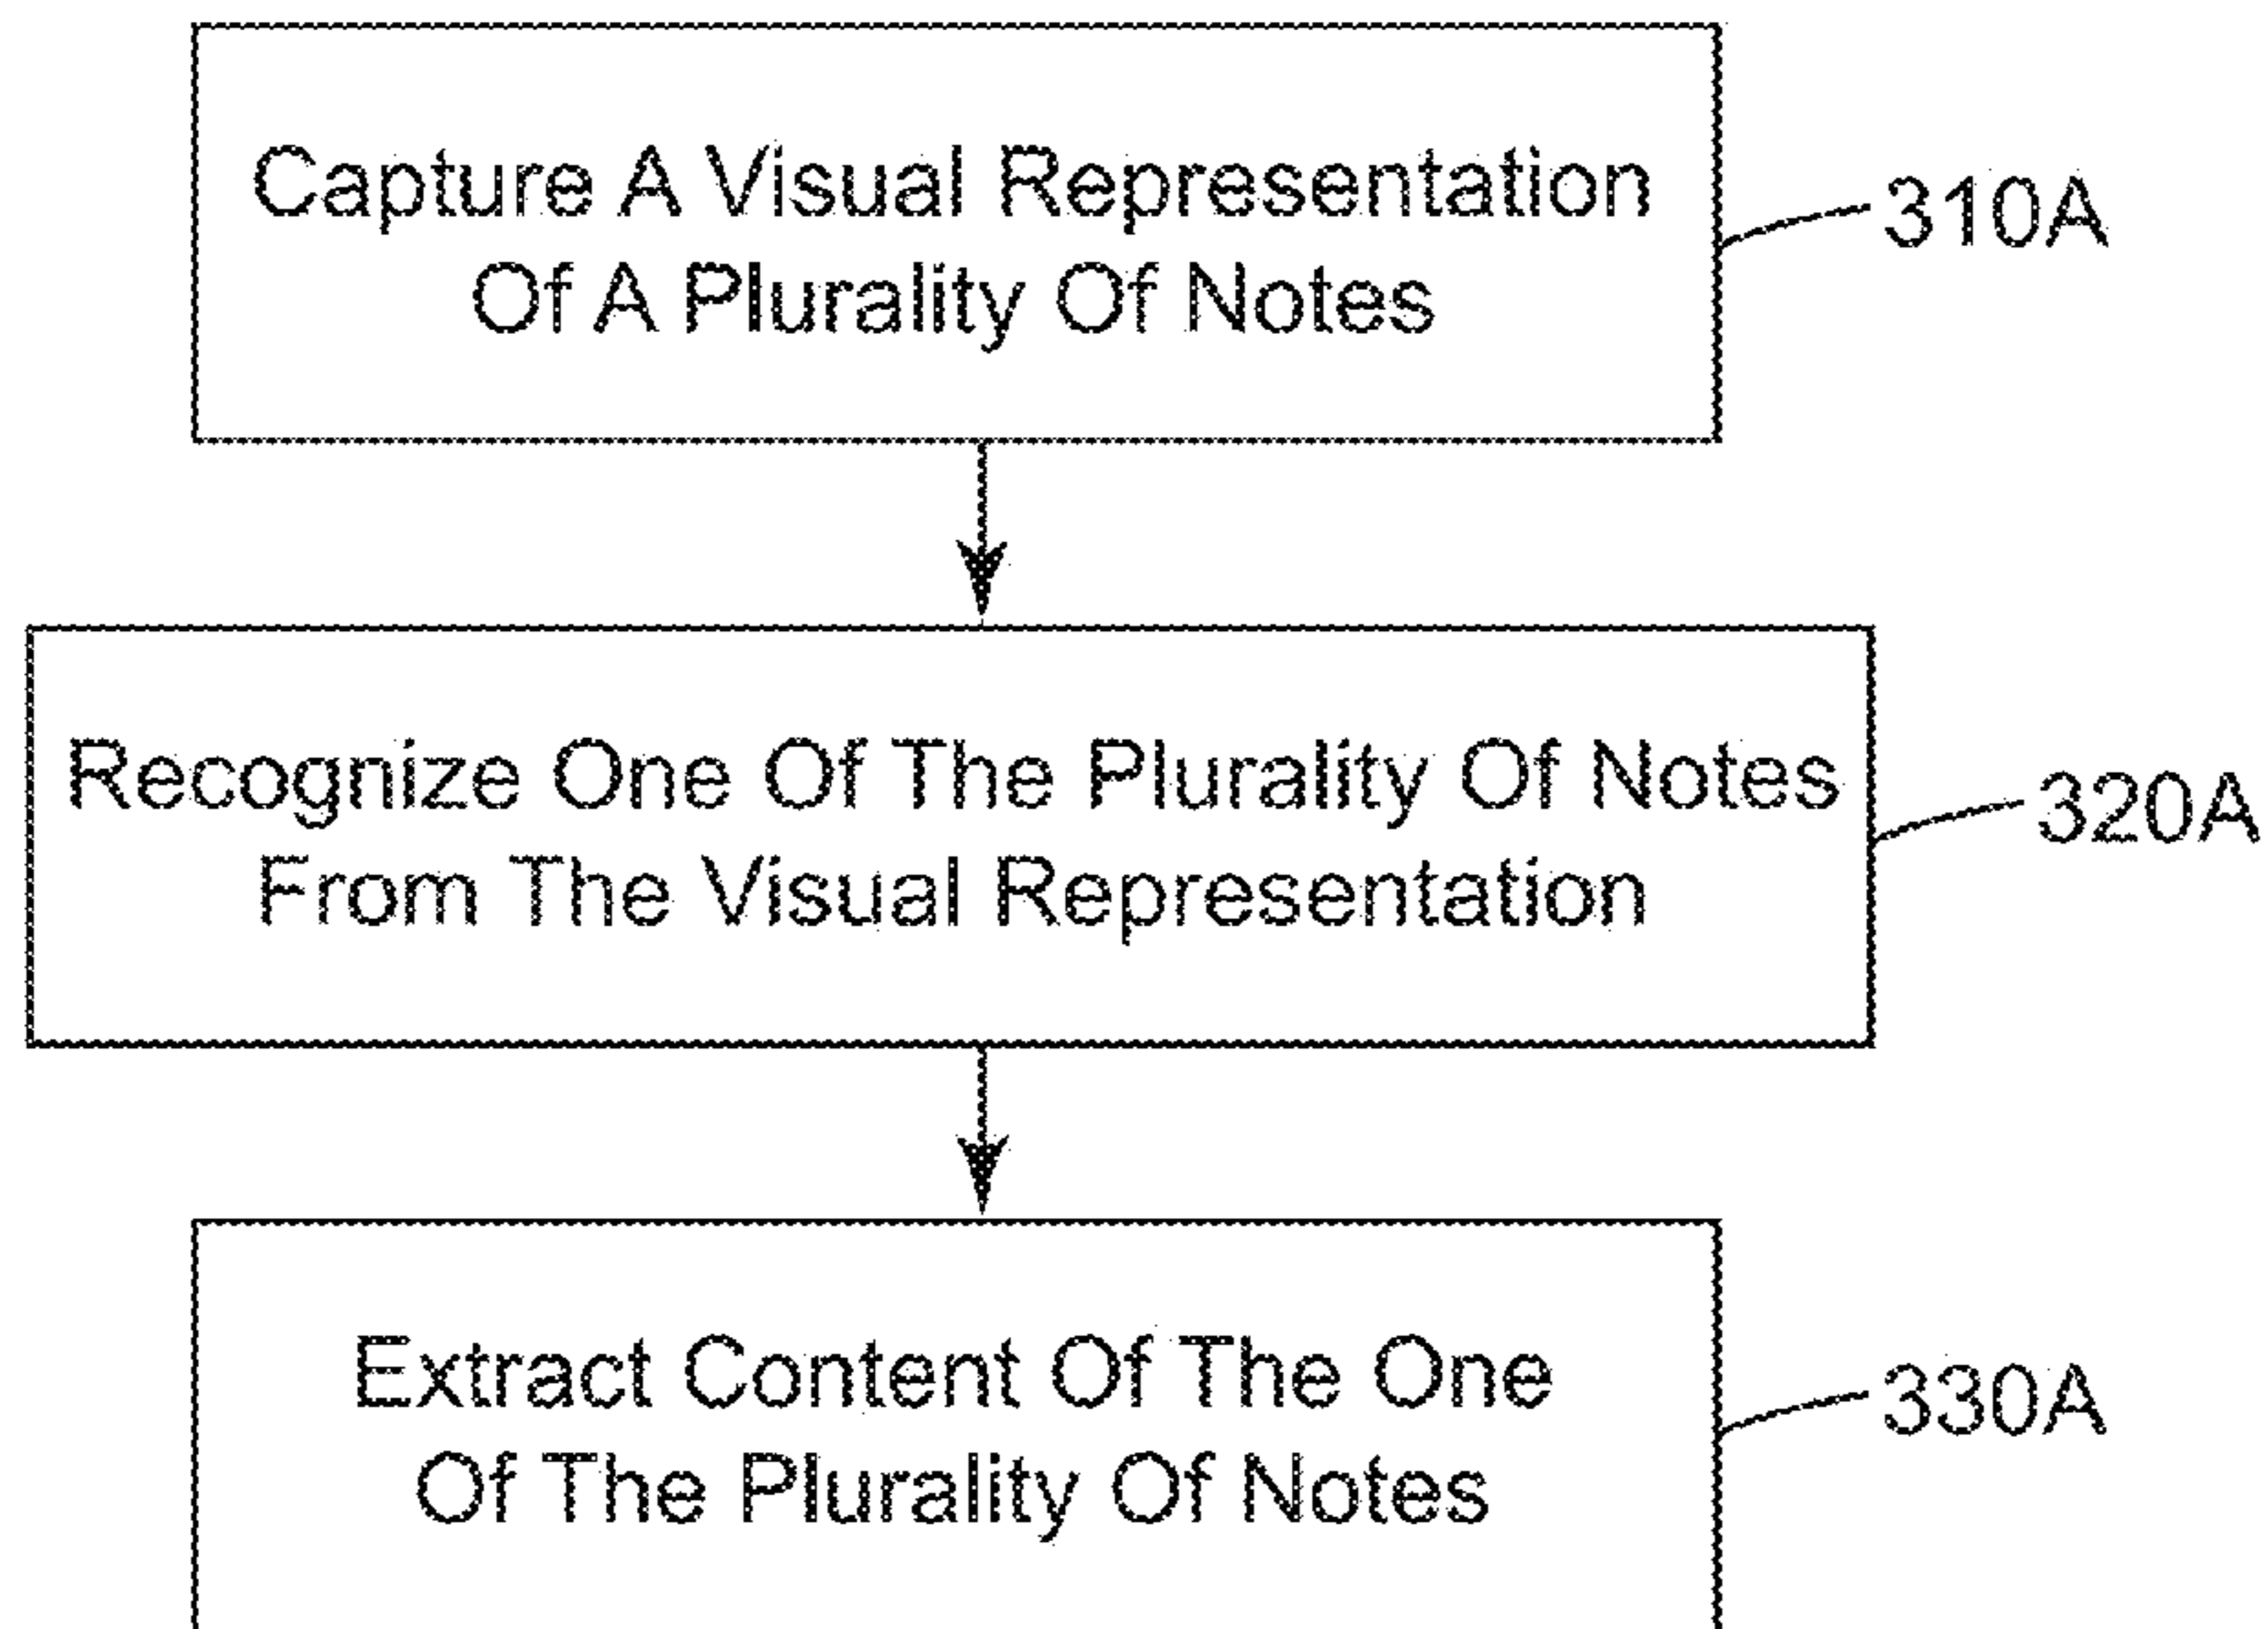 Capture A Visual Representation
Of A Plurality Of Notes
310A
Recognize One Of The Plurality Of Notes
From The Visual Representation
320A
Extract Content Of The One
Of The Plurality Of Notes
330A